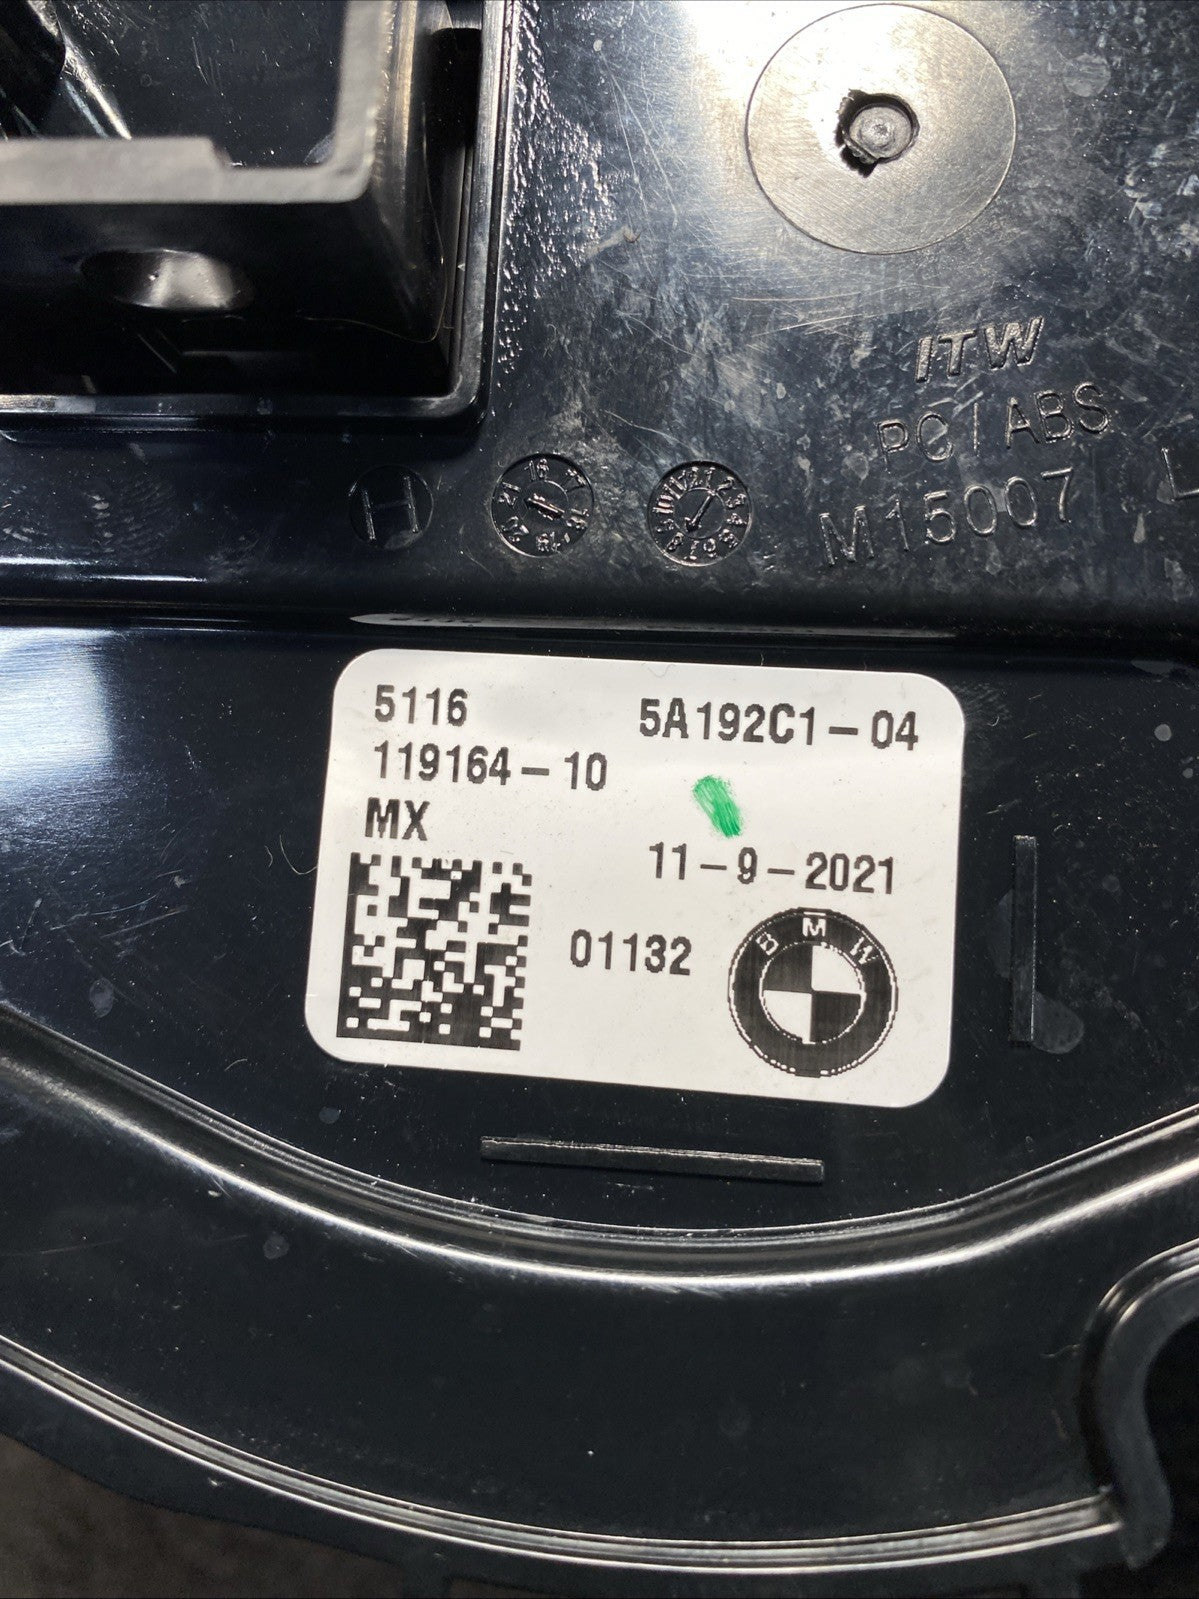 ITW
PC/ABS
M15007
H
5116
5A192C1-04
119164-10
MX
11-9-2021
01132
BMW